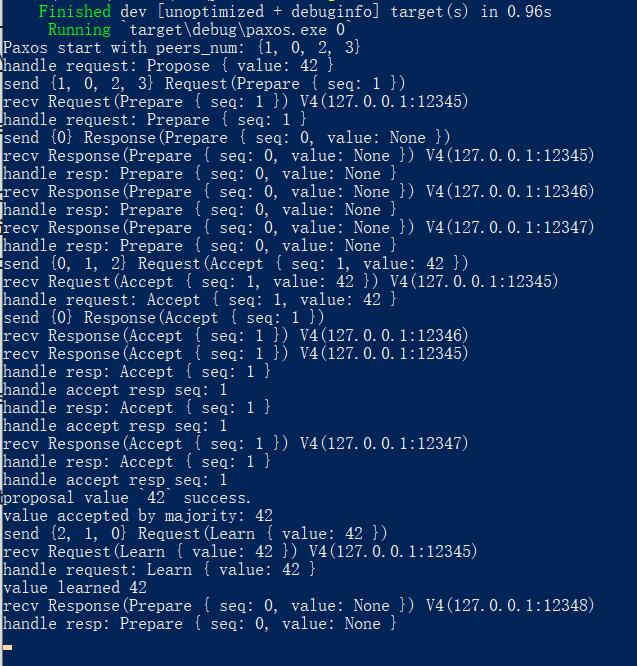 Finished dev [unoptimized + debuginfo] target(s) in 0.96s
Running `target\debug\paxos.exe 0`
Paxos start with peers_num: {1, 0, 2, 3}
handle request: Propose { value: 42 }
send {1, 0, 2, 3} Request(Prepare { seq: 1 })
recv Request(Prepare { seq: 1 }) V4(127.0.0.1:12345)
handle request: Prepare { seq: 1 }
send {0} Response(Prepare { seq: 0, value: None })
recv Response(Prepare { seq: 0, value: None }) V4(127.0.0.1:12345)
handle resp: Prepare { seq: 0, value: None }
recv Response(Prepare { seq: 0, value: None }) V4(127.0.0.1:12346)
handle resp: Prepare { seq: 0, value: None }
recv Response(Prepare { seq: 0, value: None }) V4(127.0.0.1:12347)
handle resp: Prepare { seq: 0, value: None }
send {0, 1, 2} Request(Accept { seq: 1, value: 42 })
recv Request(Accept { seq: 1, value: 42 }) V4(127.0.0.1:12345)
handle request: Accept { seq: 1, value: 42 }
send {0} Response(Accept { seq: 1 })
recv Response(Accept { seq: 1 }) V4(127.0.0.1:12346)
recv Response(Accept { seq: 1 }) V4(127.0.0.1:12345)
handle resp: Accept { seq: 1 }
handle accept resp seq: 1
handle resp: Accept { seq: 1 }
handle accept resp seq: 1
recv Response(Accept { seq: 1 }) V4(127.0.0.1:12347)
handle resp: Accept { seq: 1 }
handle accept resp seq: 1
proposal value `42` success.
value accepted by majority: 42
send {2, 1, 0} Request(Learn { value: 42 })
recv Request(Learn { value: 42 }) V4(127.0.0.1:12345)
handle request: Learn { value: 42 }
value learned 42
recv Response(Prepare { seq: 0, value: None }) V4(127.0.0.1:12348)
handle resp: Prepare { seq: 0, value: None }